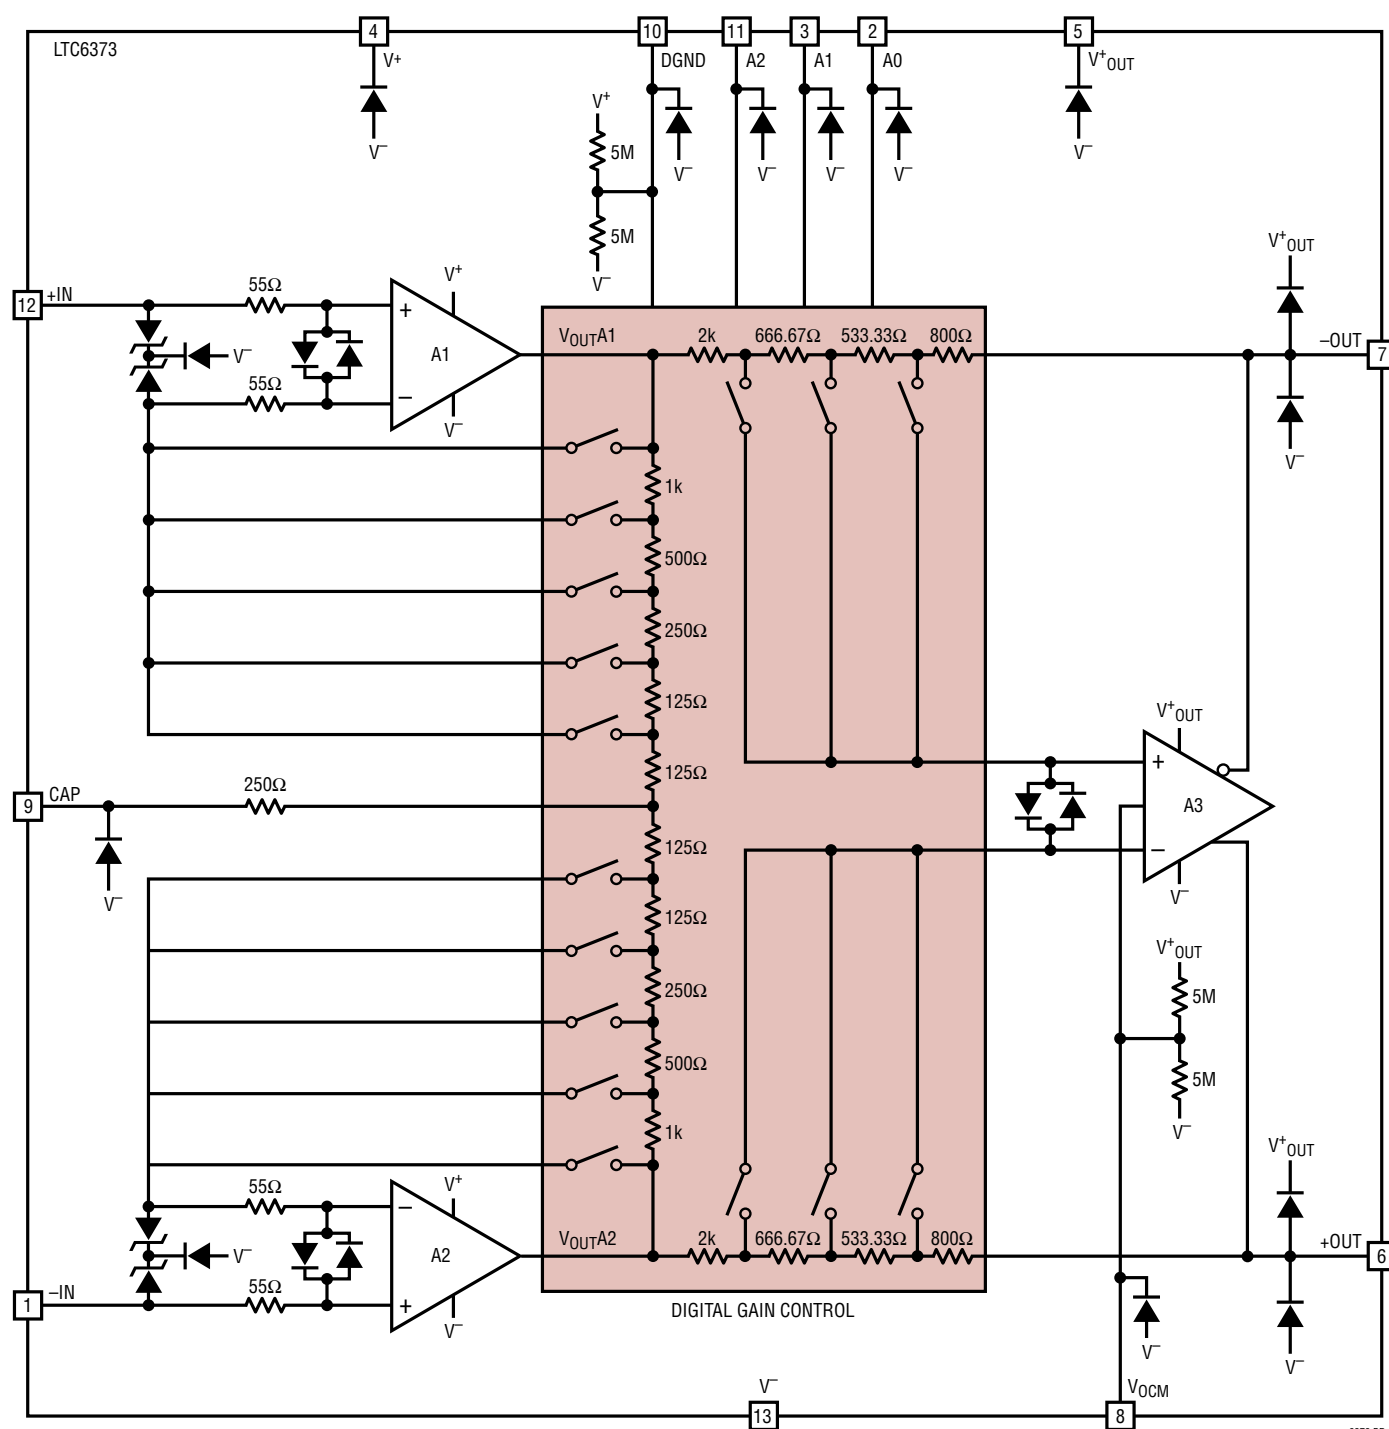 4
10
11
3
2
5
LTC6373
V+
DGND
A2
A1
A0
V+OUT
V+
5M
V–
V–
V–
V–
V–
V–
5M
V–
V+OUT
12
+IN
55Ω
V+
+
A1
V–
55Ω
–
V–
VOUTA1
2k
666.67Ω
533.33Ω
800Ω
–OUT
7
V–
1k
500Ω
250Ω
125Ω
V+OUT
125Ω
+
9
CAP
250Ω
A3
125Ω
–
V–
V–
125Ω
V+OUT
250Ω
5M
500Ω
5M
V–
1k
V+OUT
55Ω
V+
–
A2
V–
55Ω
+
V–
VOUTA2
2k
666.67Ω
533.33Ω
800Ω
+OUT
6
1
–IN
DIGITAL GAIN CONTROL
V–
V–
V–
13
VOCM
8